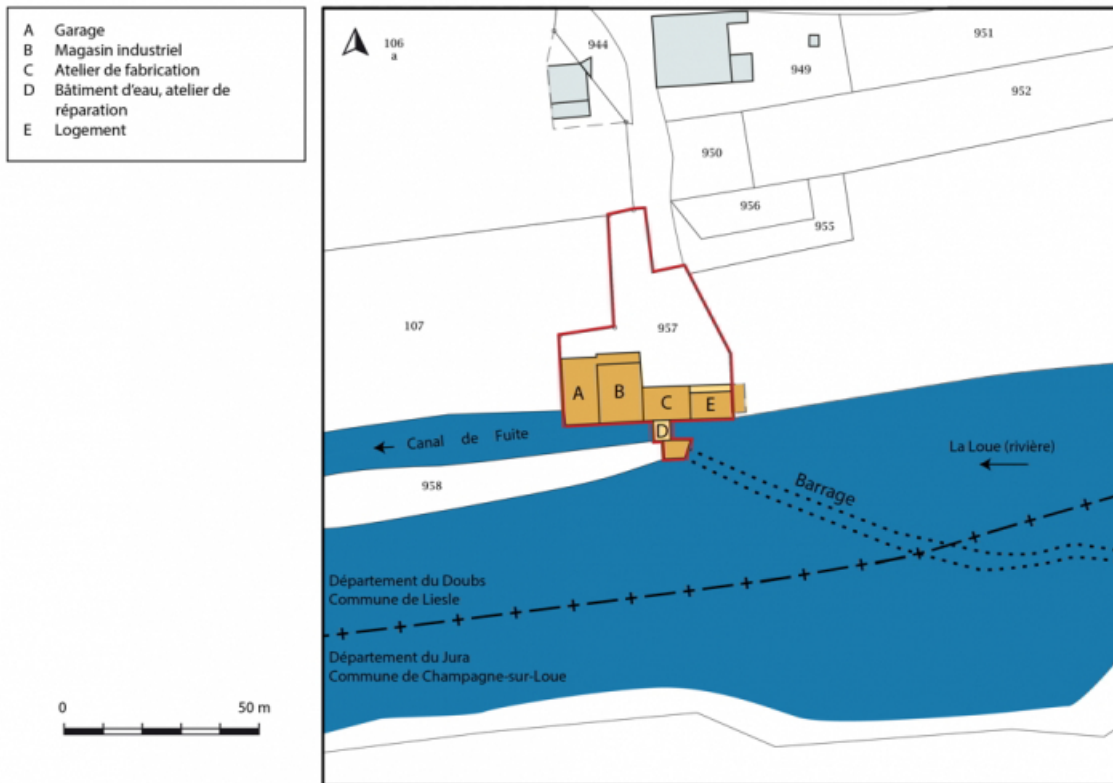 A Garage
B Magasin industriel
C Atelier de fabrication
D Bâtiment d'eau, atelier de
réparation
E Logement
106
a
944
949
951
952
950
956
955
107
957
A
B
C
E
D
Canal de Fuite
La Loue (rivière)
958
Barrage
Département du Doubs
Commune de Liesle
Département du Jura
Commune de Champagne-sur-Loue
0 50 m